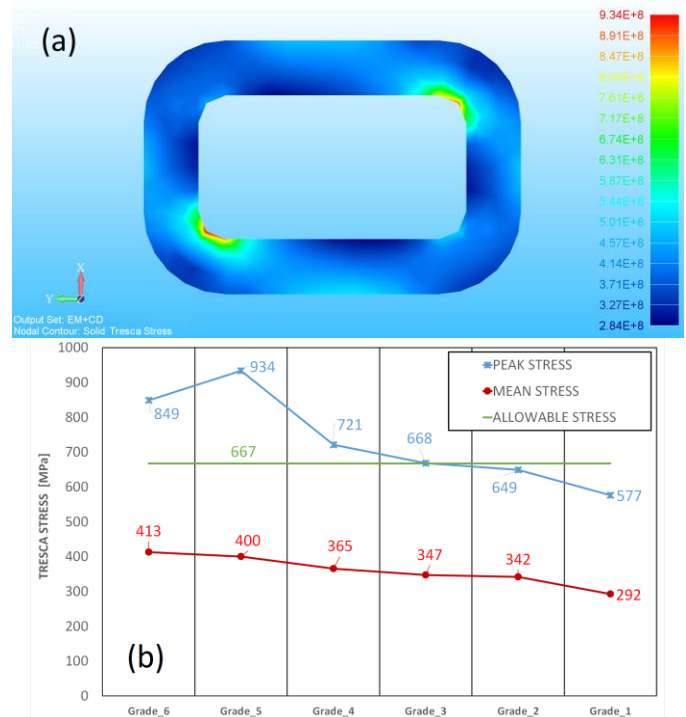 (a)
9.34E+8
8.91E+8
8.47E+8
8.04E+8
7.61E+8
7.17E+8
6.74E+8
6.31E+8
5.87E+8
5.44E+8
5.01E+8
4.57E+8
4.14E+8
3.71E+8
3.27E+8
2.84E+8
X
Y
Output Set: EM+CD
Nodal Contour: Solid Tresca Stress
1000
900
800
700
600
500
400
300
200
100
0
TRESCA STRESS [MPa]
PEAK STRESS
MEAN STRESS
ALLOWABLE STRESS
849
934
721
668
649
577
667
413
400
365
347
342
292
(b)
Grade_6
Grade_5
Grade_4
Grade_3
Grade_2
Grade_1